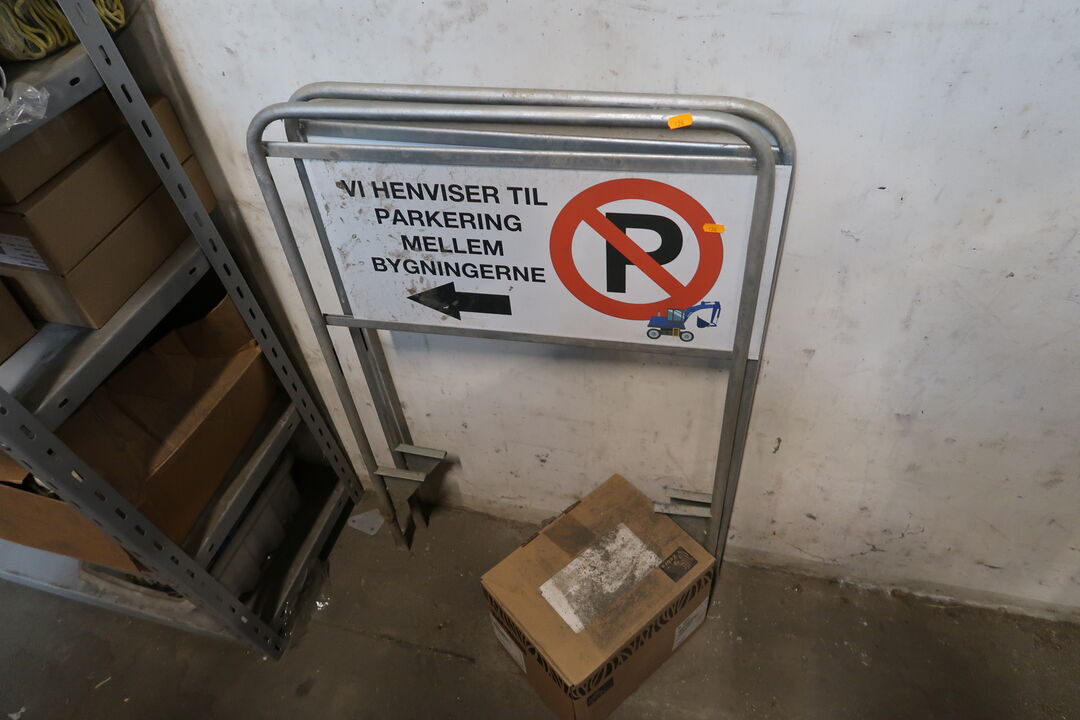 VI HENVISER TIL
PARKERING
MELLEM
BYGNINGERNE
P